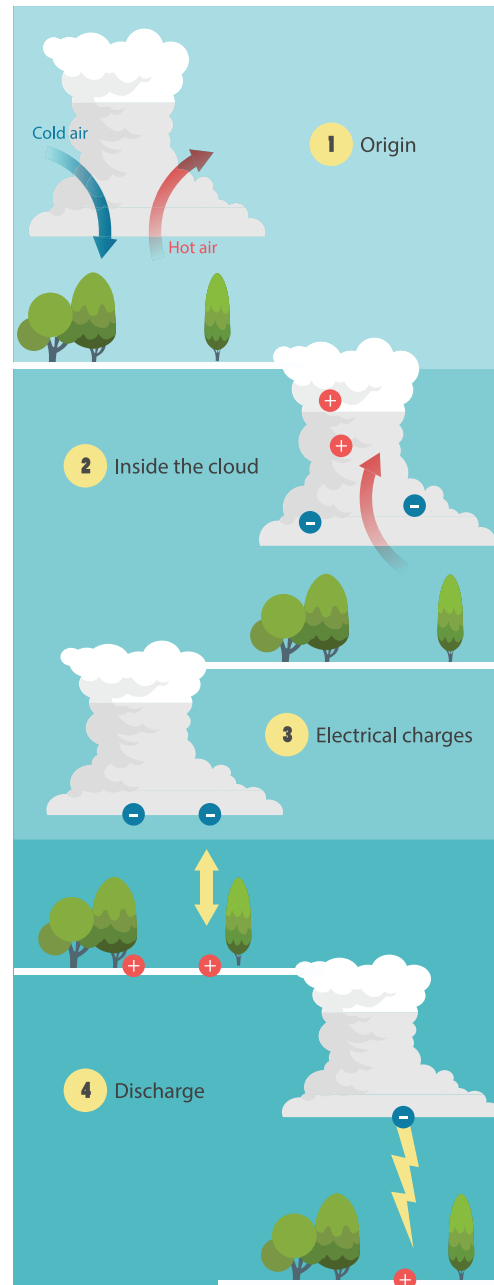 Cold air
1 Origin
Hot air
+
2 Inside the cloud
+
-
-
3 Electrical charges
-
-
+
+
4 Discharge
-
+